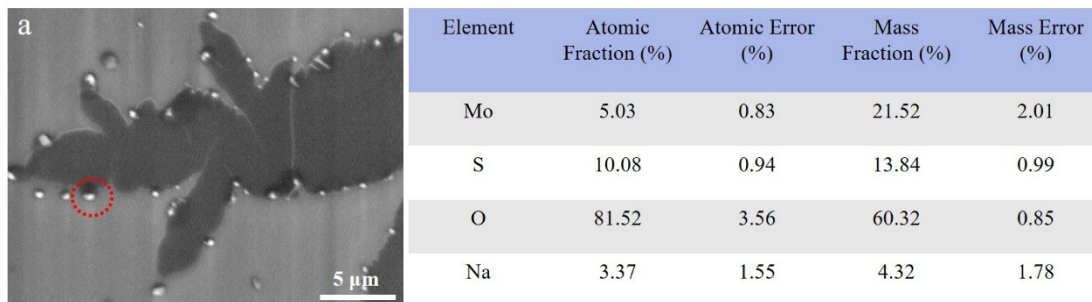 a
5 μm
Element Atomic Fraction (%) Atomic Error (%) Mass Fraction (%) Mass Error (%)
Mo 5.03 0.83 21.52 2.01
S 10.08 0.94 13.84 0.99
O 81.52 3.56 60.32 0.85
Na 3.37 1.55 4.32 1.78